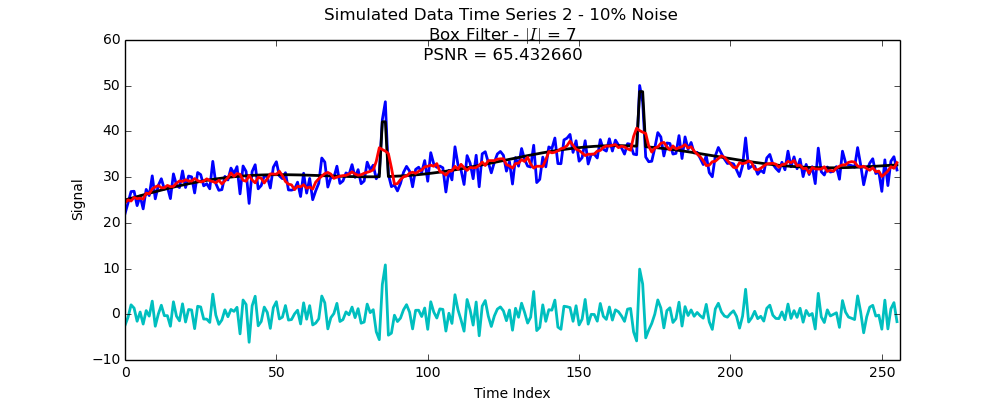 Simulated Data Time Series 2 - 10% Noise
Box Filter - |I| = 7
PSNR = 65.432660
60
50
40
30
20
10
0
−10
Signal
0 50 100 150 200 250
Time Index